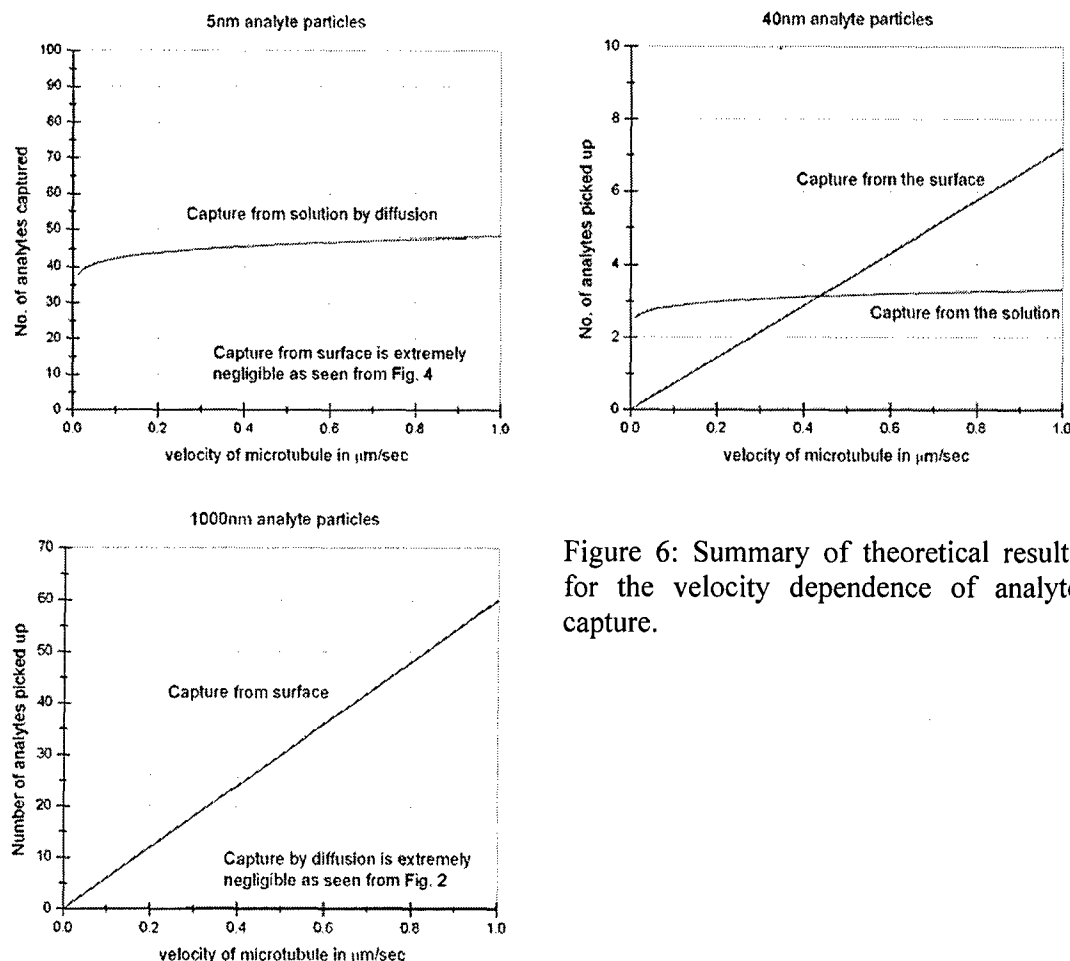 5nm analyte particles
100
90
80
70
60
50
40
30
20
10
0
No. of analytes captured
Capture from solution by diffusion
Capture from surface is extremely
negligible as seen from Fig. 4
0.0 0.2 0.4 0.6 0.8 1.0
velocity of microtubule in μm/sec
40nm analyte particles
10
8
6
4
2
0
No. of analytes picked up
Capture from the surface
Capture from the solution
0.0 0.2 0.4 0.6 0.8 1.0
velocity of microtubule in μm/sec
1000nm analyte particles
70
60
50
40
30
20
10
0
Number of analytes picked up
Capture from surface
Capture by diffusion is extremely
negligible as seen from Fig. 2
0.0 0.2 0.4 0.6 0.8 1.0
velocity of microtubule in μm/sec
Figure 6: Summary of theoretical result
for the velocity dependence of analyt
capture.